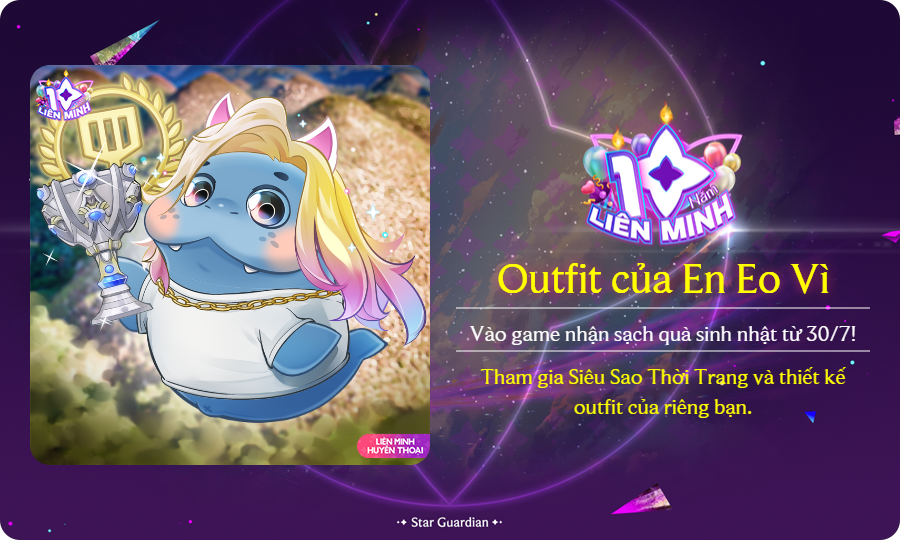 10
LIÊN MINH
10
Năm
LIÊN MINH
Outfit của En Eo Vì
Vào game nhận sạch quà sinh nhật từ 30/7!
Tham gia Siêu Sao Thời Trang và thiết kế
outfit của riêng bạn.
LIÊN MINH
HUYỀN THOẠI
Star Guardian